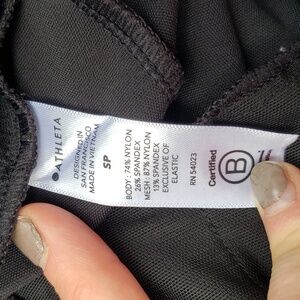 ATHLETA
DESIGNED IN
SAN FRANCISCO
MADE IN VIETNAM
SP
BODY: 74% NYLON
26% SPANDEX
MESH: 87% NYLON
13% SPANDEX
EXCLUSIVE OF
ELASTIC
RN 54023
Certified
B